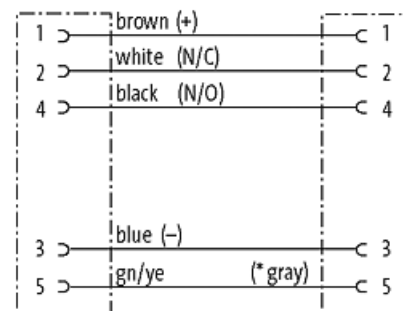 1 brown (+) 1
2 white (N/C) 2
4 black (N/O) 4
3 blue (–) 3
5 gn/ye (* gray) 5